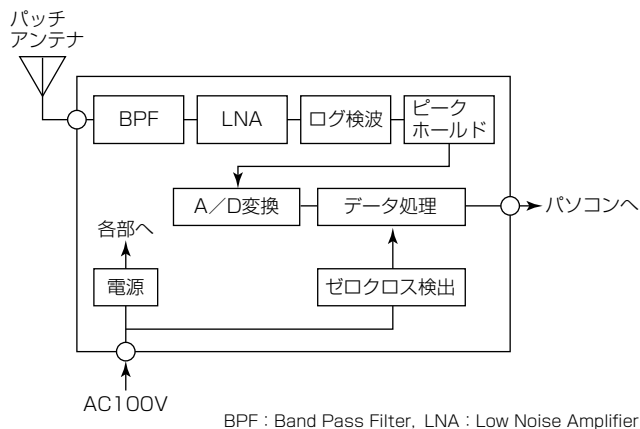 パッチ
アンテナ
BPF
LNA
ログ検波
ピーク
ホールド
A／D変換
データ処理
パソコンへ
各部へ
電源
ゼロクロス検出
AC100V
BPF：Band Pass Filter, LNA：Low Noise Amplifier